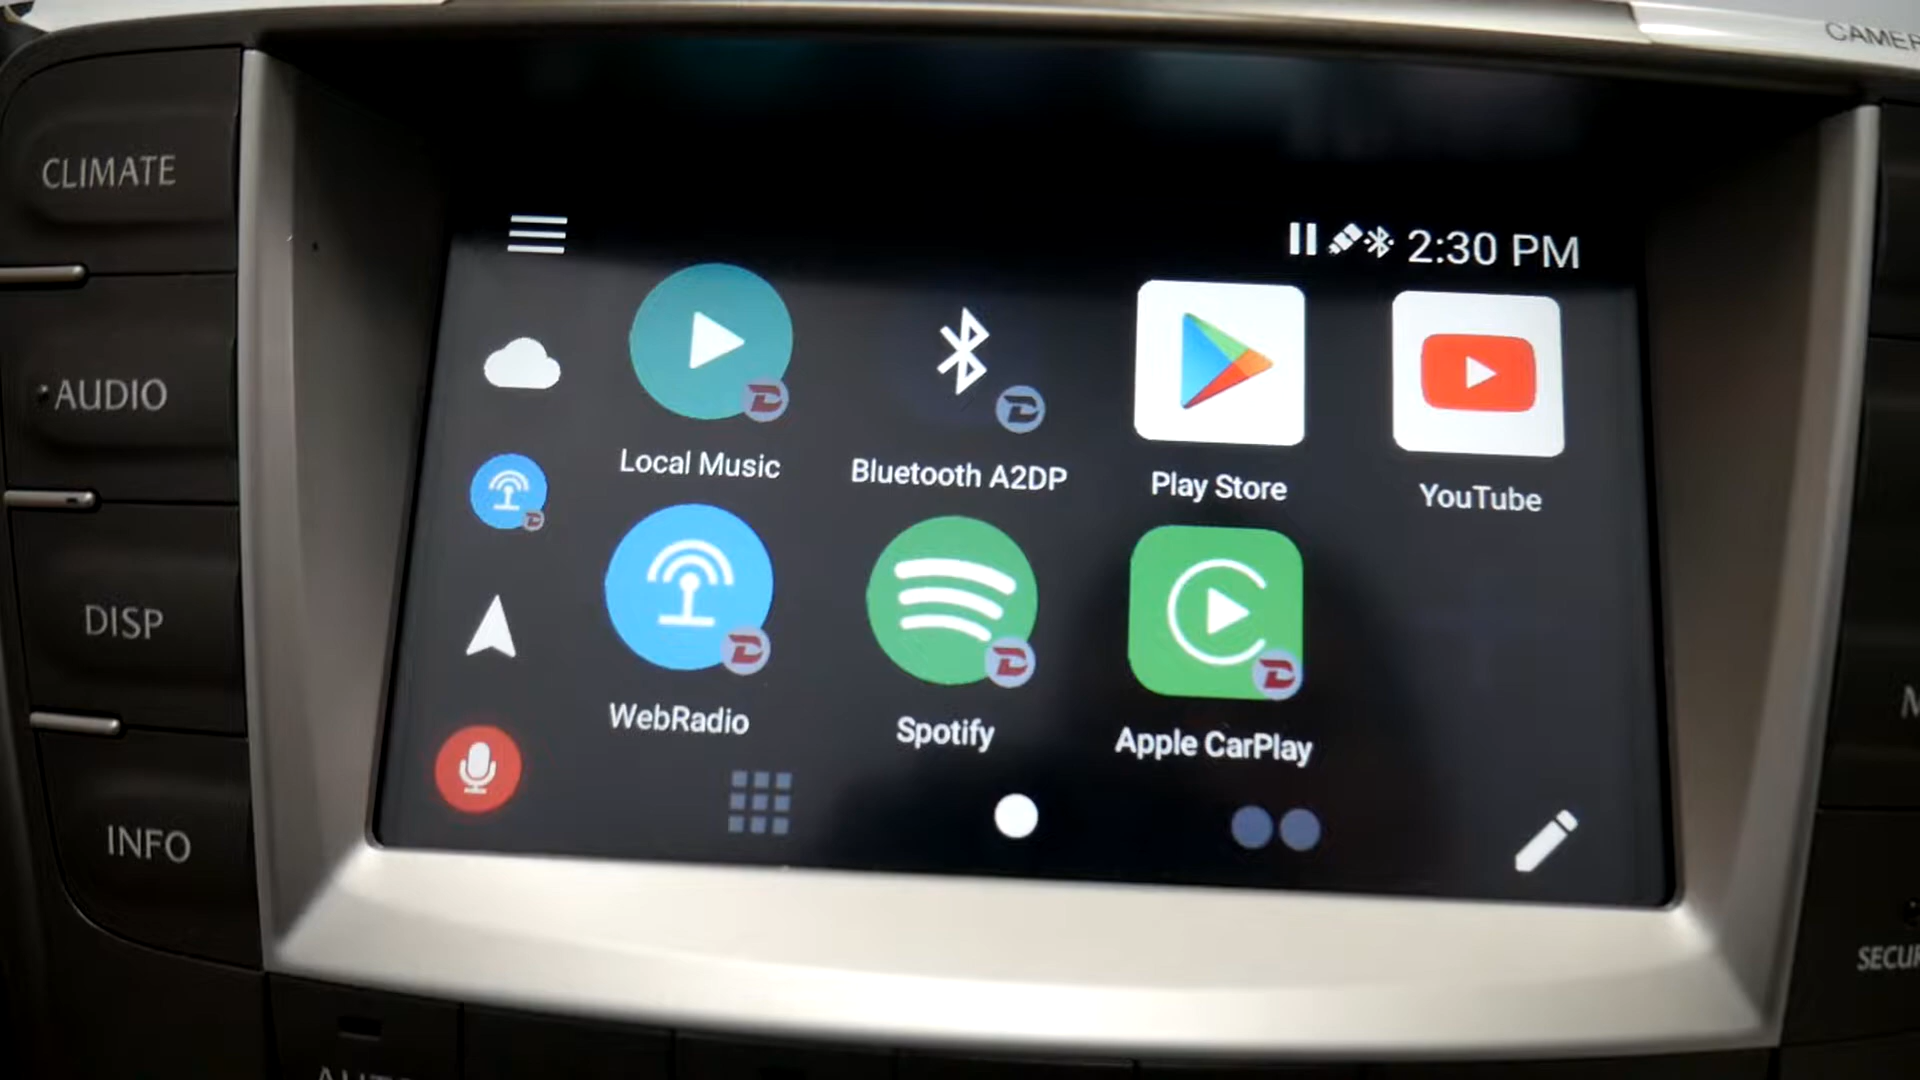 CLIMATE
AUDIO
DISP
INFO
2:30 PM
Local Music
Bluetooth A2DP
Play Store
YouTube
WebRadio
Spotify
Apple CarPlay